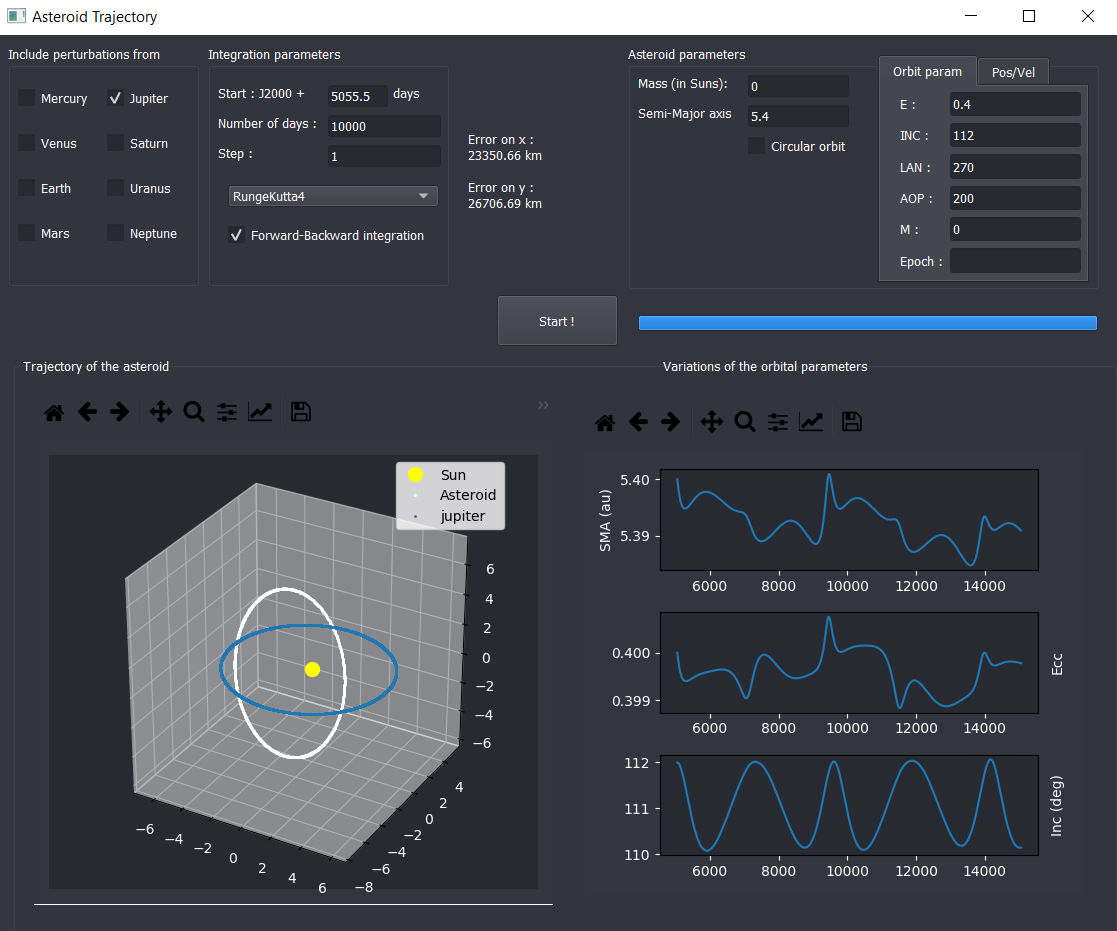 Asteroid Trajectory
Include perturbations from
Mercury
Jupiter
Venus
Saturn
Earth
Uranus
Mars
Neptune
Integration parameters
Start : J2000 + 5055.5 days
Number of days : 10000
Step : 1
RungeKutta4
Forward-Backward integration
Error on x :
23350.66 km
Error on y :
26706.69 km
Asteroid parameters
Mass (in Suns): 0
Semi-Major axis 5.4
Circular orbit
Orbit param
Pos/Vel
E : 0.4
INC : 112
LAN : 270
AOP : 200
M : 0
Epoch :
Start !
Trajectory of the asteroid
»
Sun
Asteroid
jupiter
6
4
2
0
−2
−4
−6
4
2
0
−2
−4
−6
−8
−6
−4
−2
0
2
4
6
Variations of the orbital parameters
SMA (au)
5.40
5.39
6000 8000 10000 12000 14000
Ecc
0.400
0.399
6000 8000 10000 12000 14000
Inc (deg)
112
111
110
6000 8000 10000 12000 14000